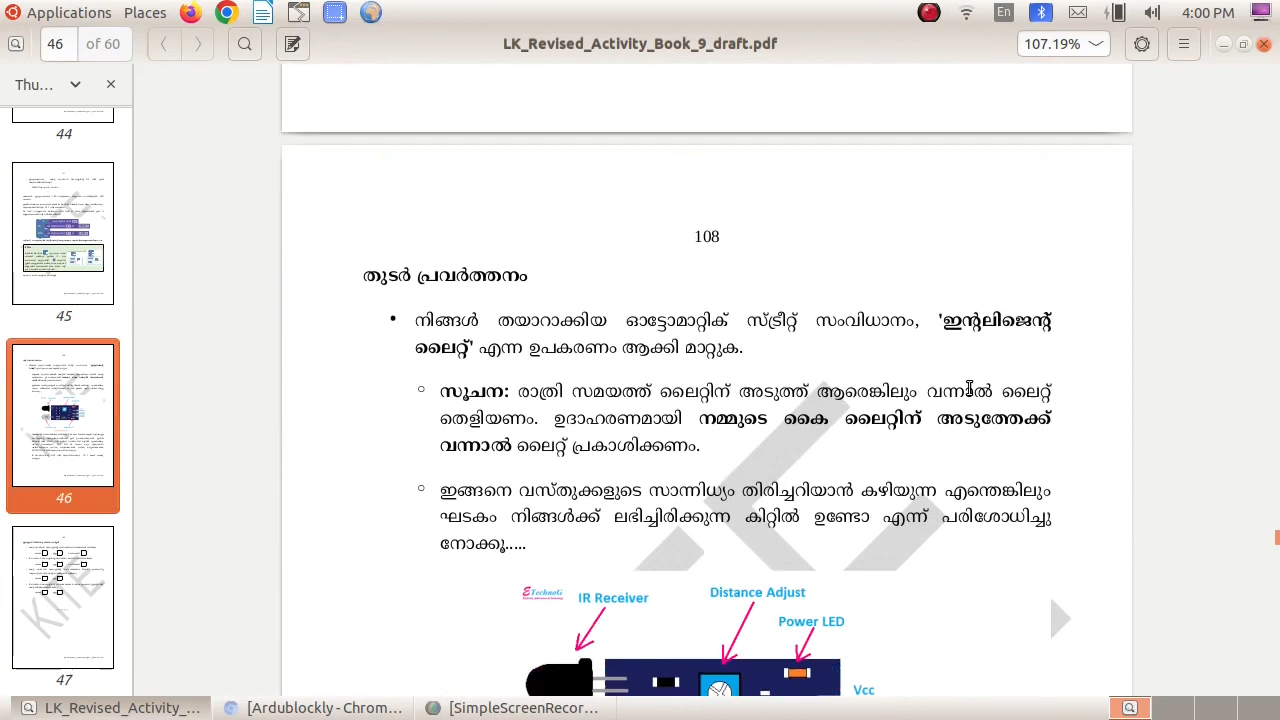 Applications Places En 4:00 PM
46 of 60 LK_Revised_Activity_Book_9_draft.pdf 107.19%
Thu...
44
45
46
47
108
തുടർ പ്രവർത്തനം
• നിങ്ങൾ തയാറാക്കിയ ഓട്ടോമാറ്റിക് സ്ട്രീറ്റ് സംവിധാനം, 'ഇന്റലിജെന്റ്
ലൈറ്റ്' എന്ന ഉപകരണം ആക്കി മാറ്റുക.
○ സൂചന: രാത്രി സമയത്ത് ലൈറ്റിന് അടുത്ത് ആരെങ്കിലും വന്നാൽ ലൈറ്റ്
തെളിയണം. ഉദാഹരണമായി നമ്മുടെ കൈ ലൈറ്റിന് അടുത്തേക്ക്
വന്നാൽ ലൈറ്റ് പ്രകാശിക്കണം.
○ ഇങ്ങനെ വസ്തുക്കളുടെ സാന്നിധ്യം തിരിച്ചറിയാൻ കഴിയുന്ന എന്തെങ്കിലും
ഘടകം നിങ്ങൾക്ക് ലഭിച്ചിരിക്കുന്ന കിറ്റിൽ ഉണ്ടോ എന്ന് പരിശോധിച്ചു
നോക്കൂ.....
ETechnoG
IR Receiver
Distance Adjust
Power LED
Vcc
LK_Revised_Activity_... [Ardublockly - Chrom... [SimpleScreenRecor...